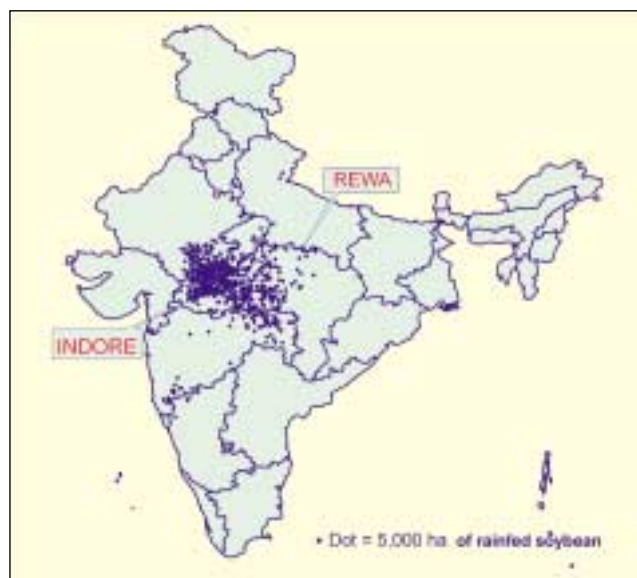 REWA
INDORE
• Dot = 5,000 ha. of rainfed soybean